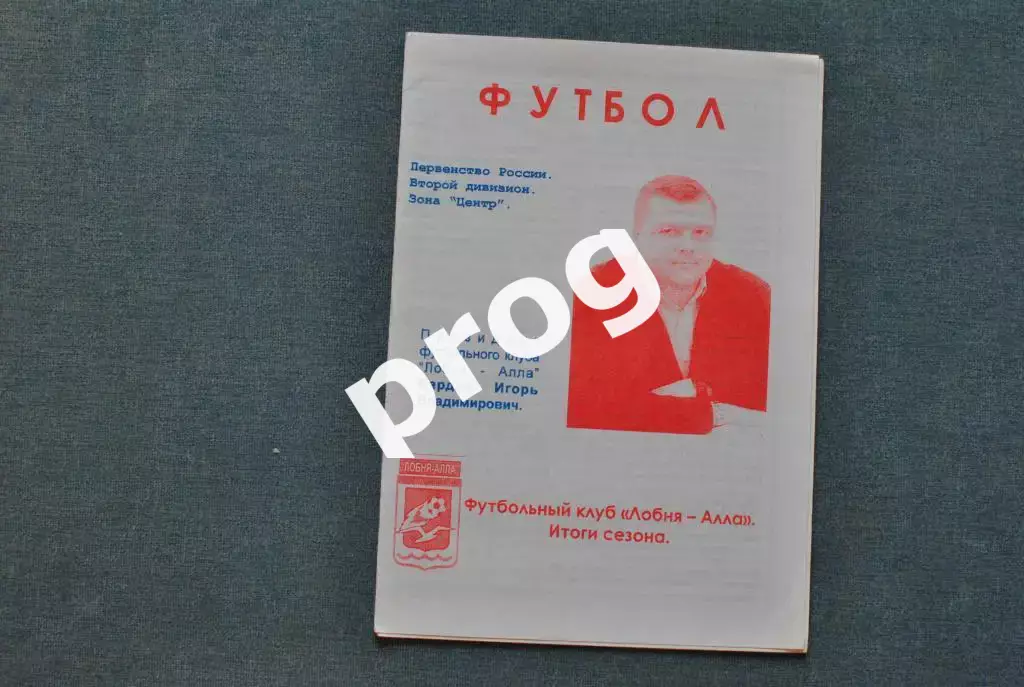 ФУТБОЛ
Первенство России.
Второй дивизион.
Зона "Центр".
prog
и
клуба
Алла"
Игорь
Владимирович.
ЛОБНЯ-АЛЛА
Футбольный клуб «Лобня – Алла».
Итоги сезона.